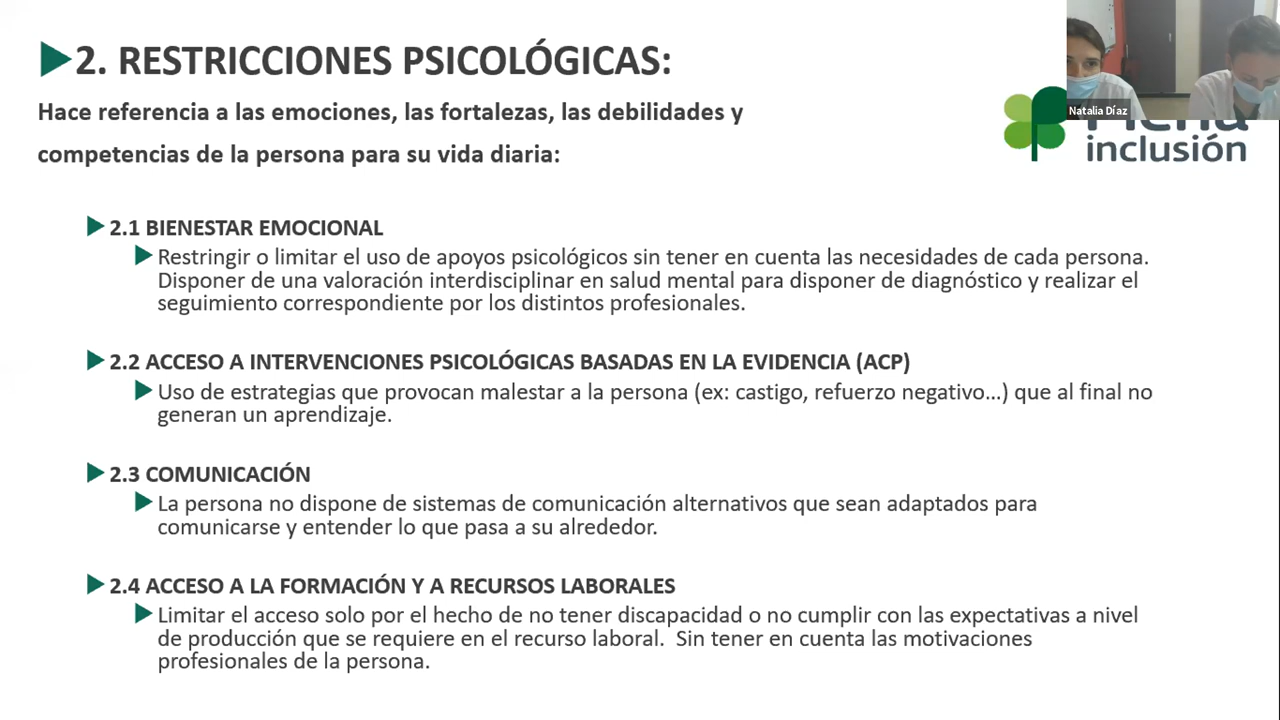 2. RESTRICCIONES PSICOLÓGICAS:
Hace referencia a las emociones, las fortalezas, las debilidades y
competencias de la persona para su vida diaria:
Natalia Díaz
inclusión
2.1 BIENESTAR EMOCIONAL
Restringir o limitar el uso de apoyos psicológicos sin tener en cuenta las necesidades de cada persona.
Disponer de una valoración interdisciplinar en salud mental para disponer de diagnóstico y realizar el
seguimiento correspondiente por los distintos profesionales.
2.2 ACCESO A INTERVENCIONES PSICOLÓGICAS BASADAS EN LA EVIDENCIA (ACP)
Uso de estrategias que provocan malestar a la persona (ex: castigo, refuerzo negativo...) que al final no
generan un aprendizaje.
2.3 COMUNICACIÓN
La persona no dispone de sistemas de comunicación alternativos que sean adaptados para
comunicarse y entender lo que pasa a su alrededor.
2.4 ACCESO A LA FORMACIÓN Y A RECURSOS LABORALES
Limitar el acceso solo por el hecho de no tener discapacidad o no cumplir con las expectativas a nivel
de producción que se requiere en el recurso laboral.  Sin tener en cuenta las motivaciones
profesionales de la persona.